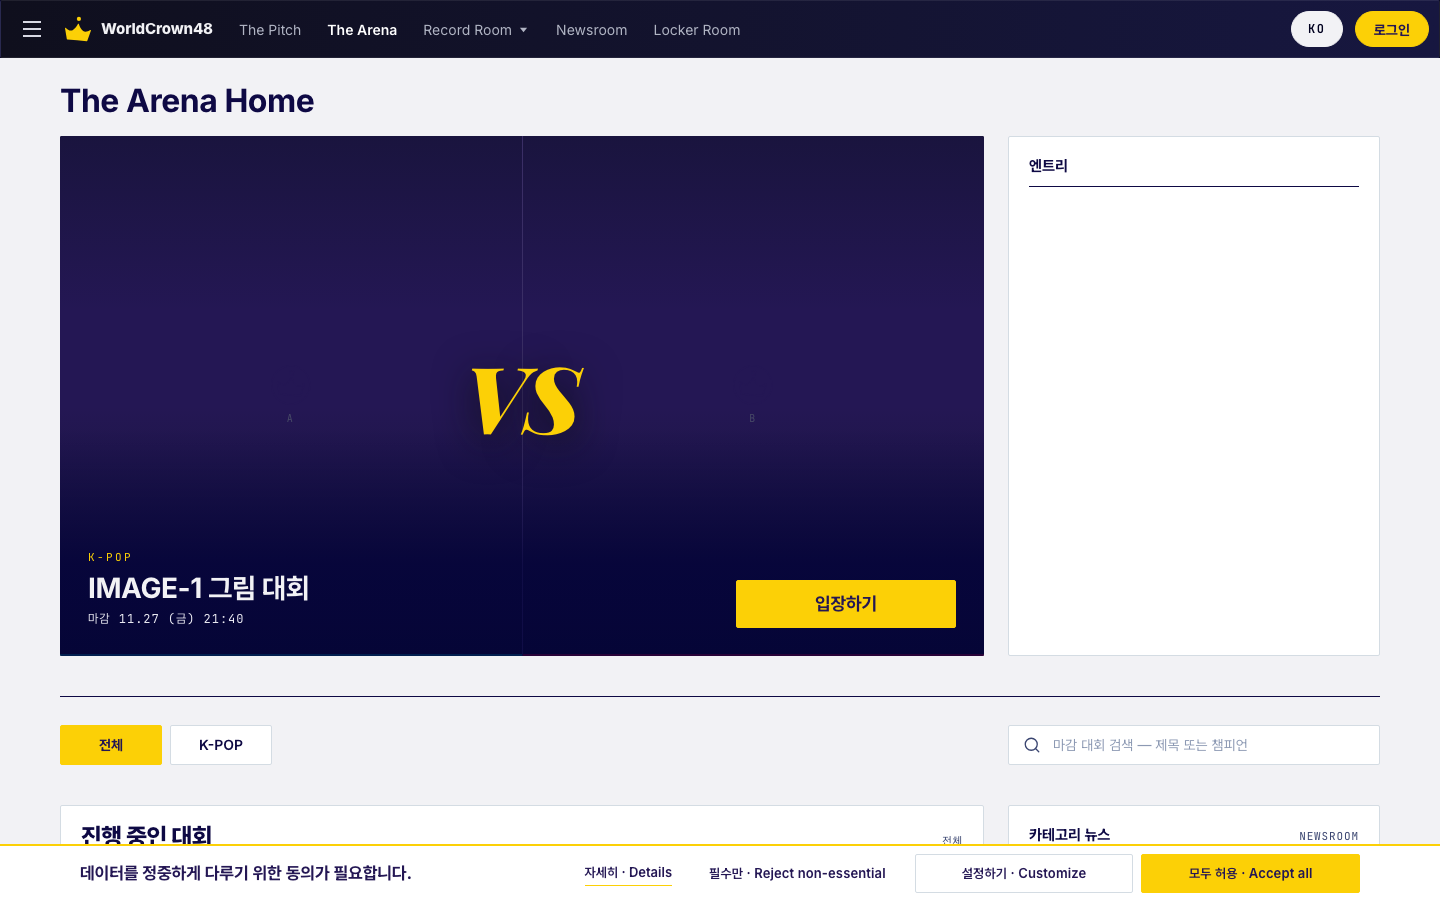 WorldCrown48
The Pitch
The Arena
Record Room
Newsroom
Locker Room
KO
로그인
The Arena Home
엔트리
VS
A
B
K-POP
IMAGE-1 그림 대회
마감 11.27 (금) 21:40
입장하기
전체
K-POP
마감 대회 검색 — 제목 또는 챔피언
진행 중인 대회
전체
카테고리 뉴스
NEWSROOM
데이터를 정중하게 다루기 위한 동의가 필요합니다.
자세히 · Details
필수만 · Reject non-essential
설정하기 · Customize
모두 허용 · Accept all